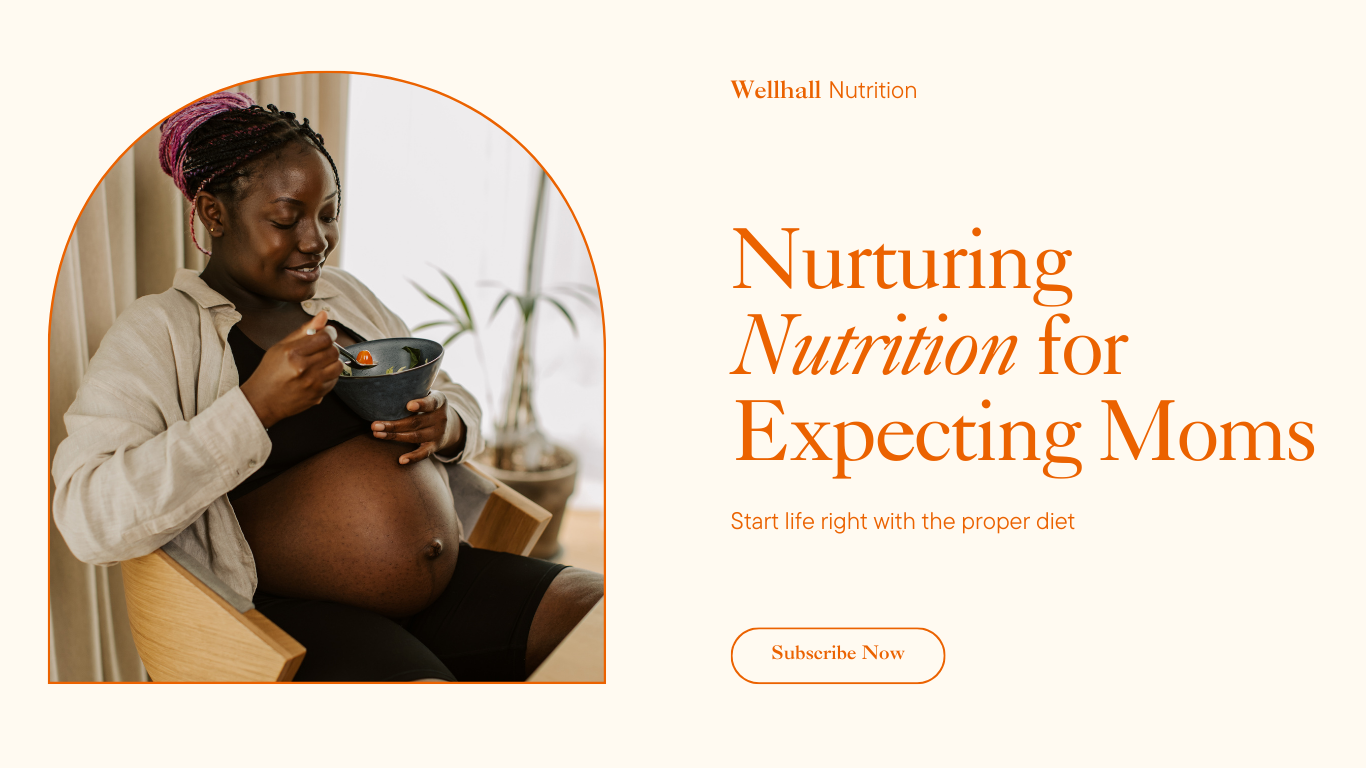 Wellhall Nutrition
Nurturing
Nutrition for
Expecting Moms
Start life right with the proper diet
Subscribe Now